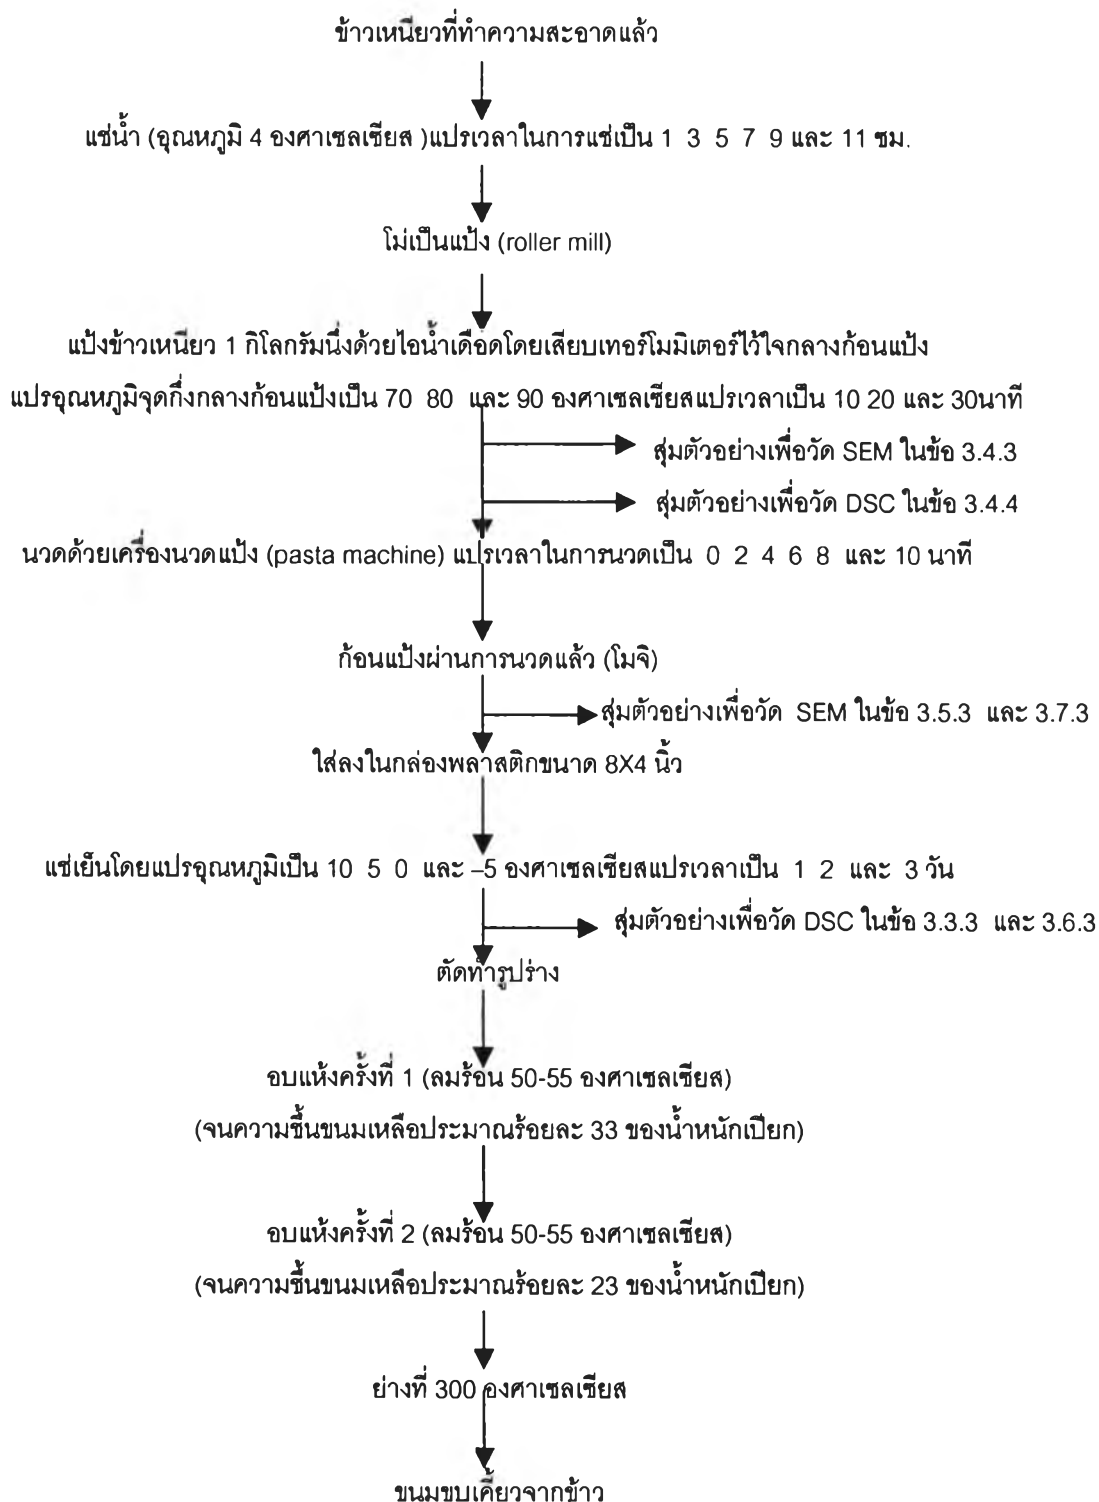 ข้าวเหนียวที่ทำความสะอาดแล้ว
แช่น้ำ (อุณหภูมิ 4 องศาเซลเซียส )แปรเวลาในการแช่เป็น 1 3 5 7 9 และ 11 ชม.
โม่เป็นแป้ง (roller mill)
แป้งข้าวเหนียว 1 กิโลกรัมนึ่งด้วยไอน้ำเดือดโดยเสียบเทอร์โมมิเตอร์ไว้ใจกลางก้อนแป้ง
แปรอุณหภูมิจุดกึ่งกลางก้อนแป้งเป็น 70 80 และ 90 องศาเซลเซียสแปรเวลาเป็น 10 20 และ 30นาที
สุ่มตัวอย่างเพื่อวัด SEM ในข้อ 3.4.3
สุ่มตัวอย่างเพื่อวัด DSC ในข้อ 3.4.4
นวดด้วยเครื่องนวดแป้ง (pasta machine) แปรเวลาในการนวดเป็น 0 2 4 6 8 และ 10 นาที
ก้อนแป้งผ่านการนวดแล้ว (โมจิ)
สุ่มตัวอย่างเพื่อวัด SEM ในข้อ 3.5.3 และ 3.7.3
ใส่ลงในกล่องพลาสติกขนาด 8X4 นิ้ว
แช่เย็นโดยแปรอุณหภูมิเป็น 10 5 0 และ –5 องศาเซลเซียสแปรเวลาเป็น 1 2 และ 3 วัน
สุ่มตัวอย่างเพื่อวัด DSC ในข้อ 3.3.3 และ 3.6.3
ตัดทำรูปร่าง
อบแห้งครั้งที่ 1 (ลมร้อน 50-55 องศาเซลเซียส)
(จนความชื้นขนมเหลือประมาณร้อยละ 33 ของน้ำหนักเปียก)
อบแห้งครั้งที่ 2 (ลมร้อน 50-55 องศาเซลเซียส)
(จนความชื้นขนมเหลือประมาณร้อยละ 23 ของน้ำหนักเปียก)
ย่างที่ 300 องศาเซลเซียส
ขนมขบเคี้ยวจากข้าว